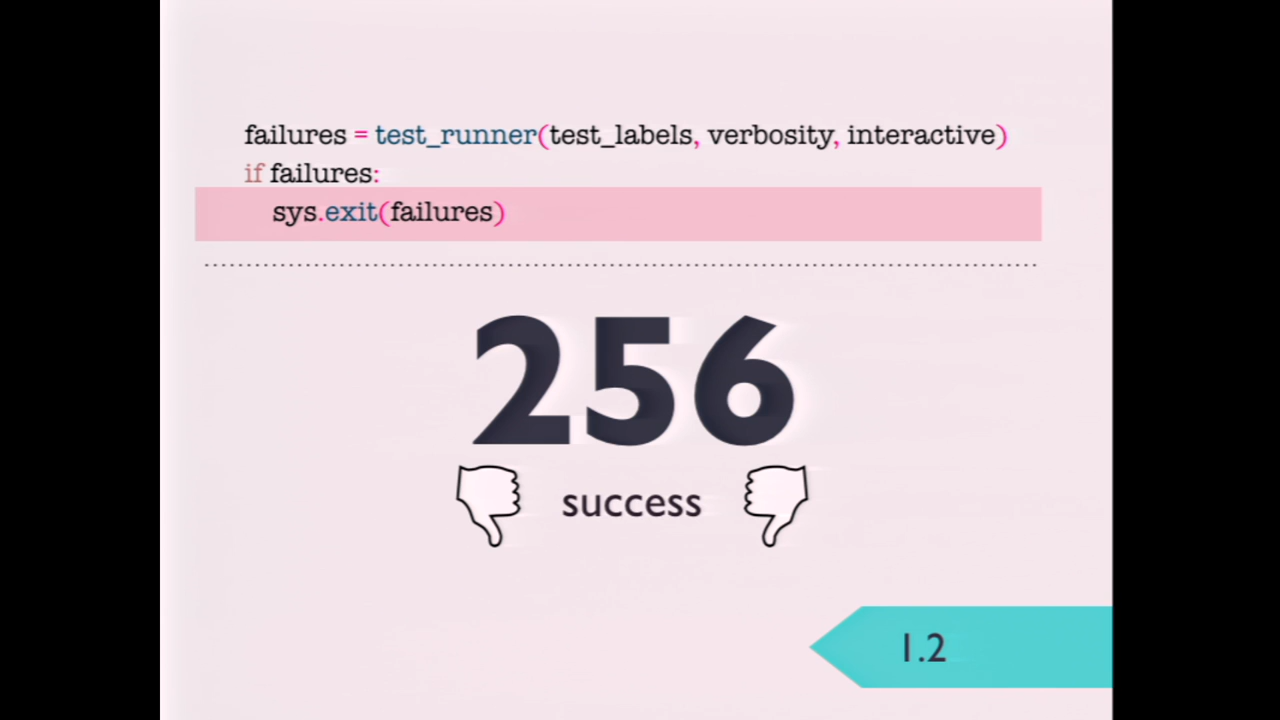 failures = test_runner(test_labels, verbosity, interactive)
if failures:
sys.exit(failures)
256
success
1.2